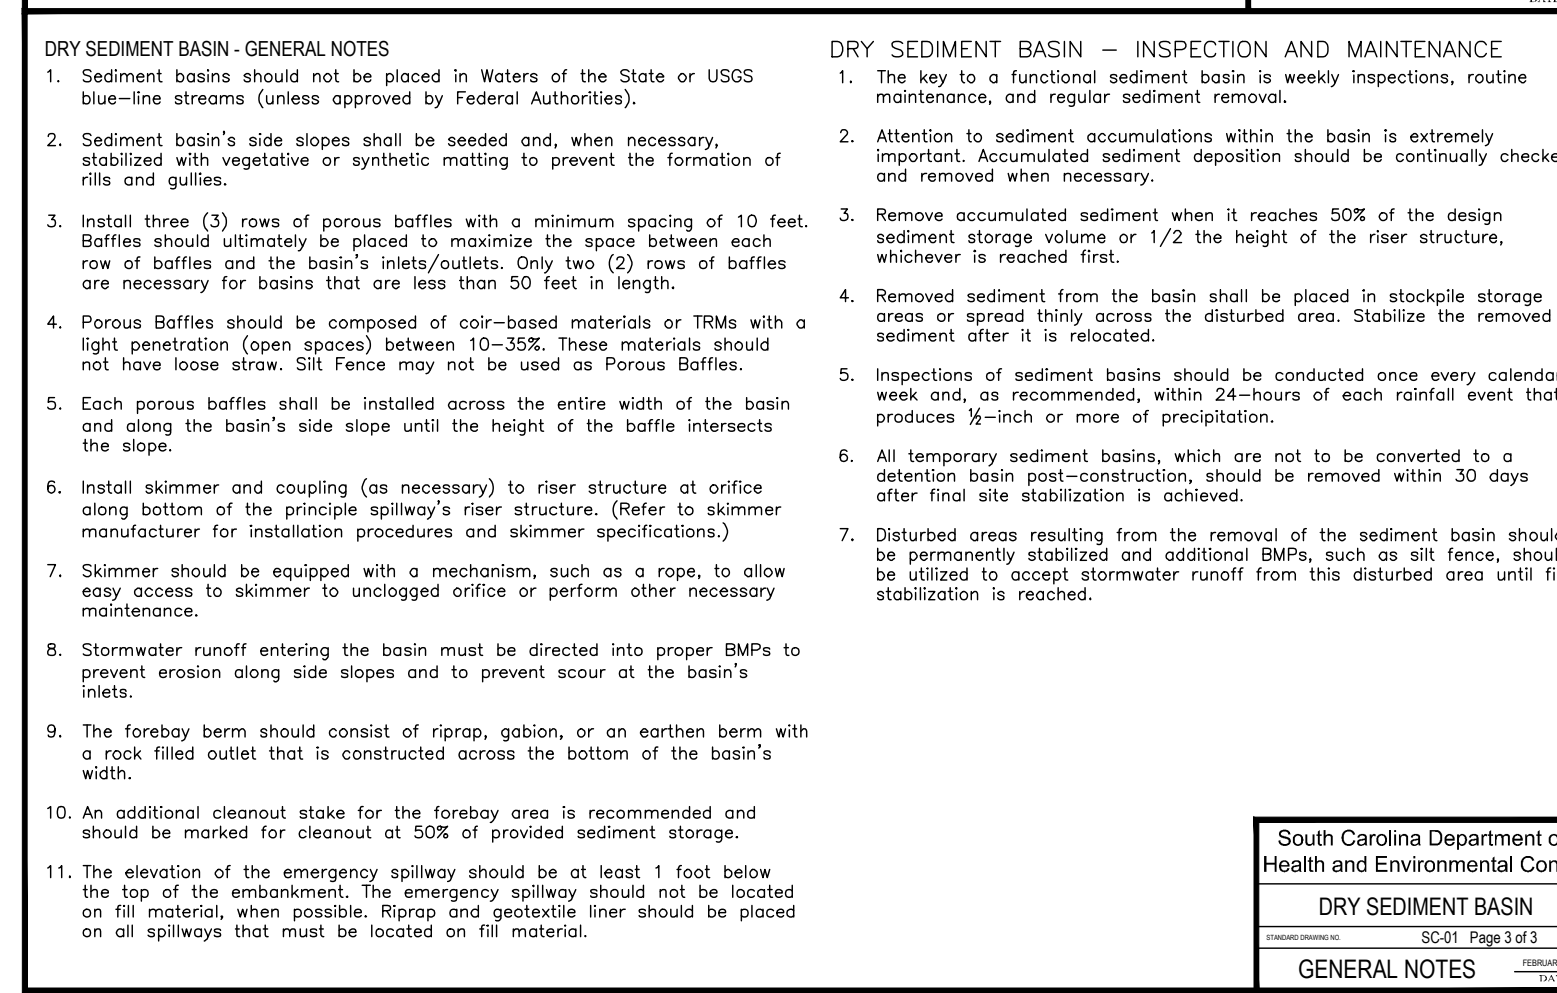 DRY SEDIMENT BASIN - GENERAL NOTES
1. Sediment basins should not be placed in Waters of the State or USGS
blue-line streams (unless approved by Federal Authorities).
2. Sediment basin's side slopes shall be seeded and, when necessary,
stabilized with vegetative or synthetic matting to prevent the formation of
rills and gullies.
3. Install three (3) rows of porous baffles with a minimum spacing of 10 feet.
Baffles should ultimately be placed to maximize the space between each
row of baffles and the basin's inlets/outlets. Only two (2) rows of baffles
are necessary for basins that are less than 50 feet in length.
4. Porous Baffles should be composed of coir-based materials or TRMs with a
light penetration (open spaces) between 10-35%. These materials should
not have loose straw. Silt Fence may not be used as Porous Baffles.
5. Each porous baffles shall be installed across the entire width of the basin
and along the basin's side slope until the height of the baffle intersects
the slope.
6. Install skimmer and coupling (as necessary) to riser structure at orifice
along bottom of the principle spillway's riser structure. (Refer to skimmer
manufacturer for installation procedures and skimmer specifications.)
7. Skimmer should be equipped with a mechanism, such as a rope, to allow
easy access to skimmer to unclogged orifice or perform other necessary
maintenance.
8. Stormwater runoff entering the basin must be directed into proper BMPs to
prevent erosion along side slopes and to prevent scour at the basin's
inlets.
9. The forebay berm should consist of riprap, gabion, or an earthen berm with
a rock filled outlet that is constructed across the bottom of the basin's
width.
10. An additional cleanout stake for the forebay area is recommended and
should be marked for cleanout at 50% of provided sediment storage.
11. The elevation of the emergency spillway should be at least 1 foot below
the top of the embankment. The emergency spillway should not be located
on fill material, when possible. Riprap and geotextile liner should be placed
on all spillways that must be located on fill material.
DRY SEDIMENT BASIN - INSPECTION AND MAINTENANCE
1. The key to a functional sediment basin is weekly inspections, routine
maintenance, and regular sediment removal.
2. Attention to sediment accumulations within the basin is extremely
important. Accumulated sediment deposition should be continually checke
and removed when necessary.
3. Remove accumulated sediment when it reaches 50% of the design
sediment storage volume or 1/2 the height of the riser structure,
whichever is reached first.
4. Removed sediment from the basin shall be placed in stockpile storage
areas or spread thinly across the disturbed area. Stabilize the removed
sediment after it is relocated.
5. Inspections of sediment basins should be conducted once every calendar
week and, as recommended, within 24-hours of each rainfall event that
produces ½-inch or more of precipitation.
6. All temporary sediment basins, which are not to be converted to a
detention basin post-construction, should be removed within 30 days
after final site stabilization is achieved.
7. Disturbed areas resulting from the removal of the sediment basin should
be permanently stabilized and additional BMPs, such as silt fence, shoul
be utilized to accept stormwater runoff from this disturbed area until fi
stabilization is reached.
South Carolina Department o
Health and Environmental Con
DRY SEDIMENT BASIN
STANDARD DRAWING NO. SC-01 Page 3 of 3
GENERAL NOTES FEBRUAR
DA